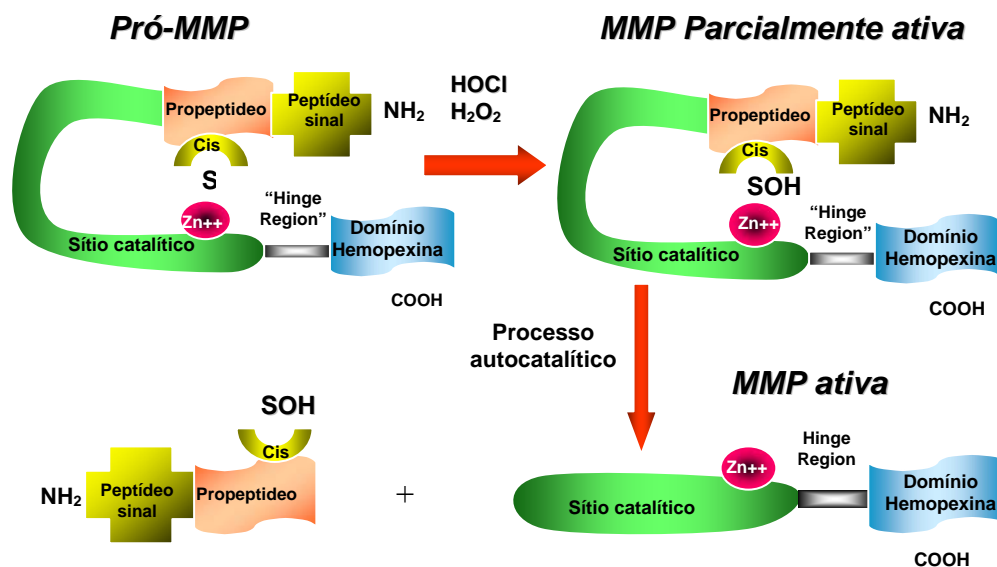 Pró-MMP
MMP Parcialmente ativa
Propeptideo
Peptídeo
sinal
NH₂
HOCl
H₂O₂
Cis
S
Zn++
Sítio catalítico
“Hinge
Region”
Domínio
Hemopexina
COOH
Propeptideo
Peptídeo
sinal
NH₂
Cis
SOH
Zn++
Sítio catalítico
“Hinge
Region”
Domínio
Hemopexina
COOH
Processo
autocatalítico
MMP ativa
SOH
Cis
NH₂
Peptídeo
sinal
Propeptideo
+
Zn++
Sítio catalítico
Hinge
Region
Domínio
Hemopexina
COOH